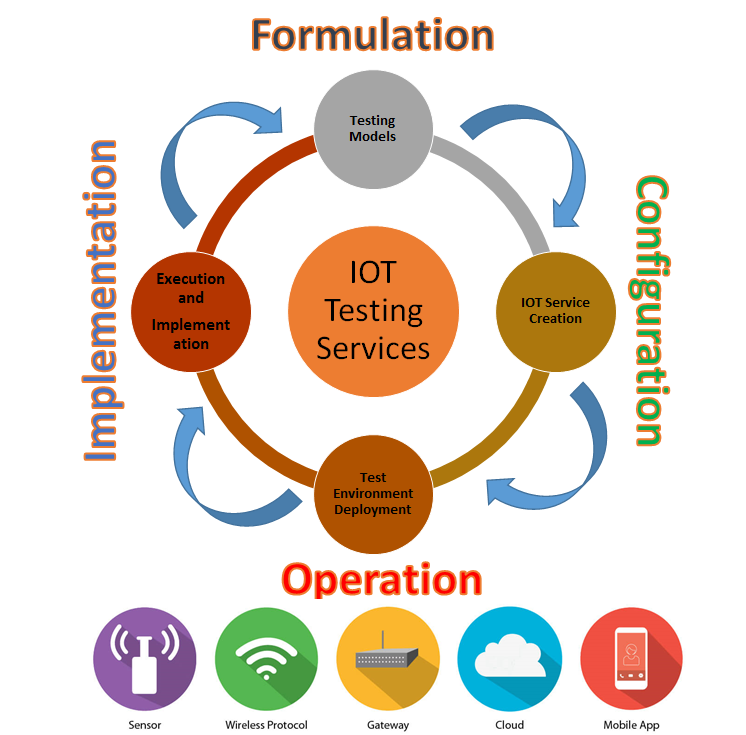 Formulation
Testing
Models
Implementation
Configuration
Execution
and
Implement
ation
IOT
Testing
Services
IOT Service
Creation
Test
Environment
Deployment
Operation
Sensor
Wireless Protocol
Gateway
Cloud
Mobile App